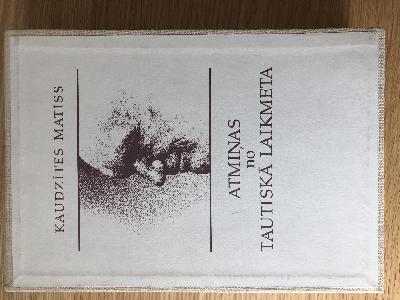 KAUDZĪTES MATĪSS
ATMIŅAS
no
TAUTISKĀ LAIKMETA